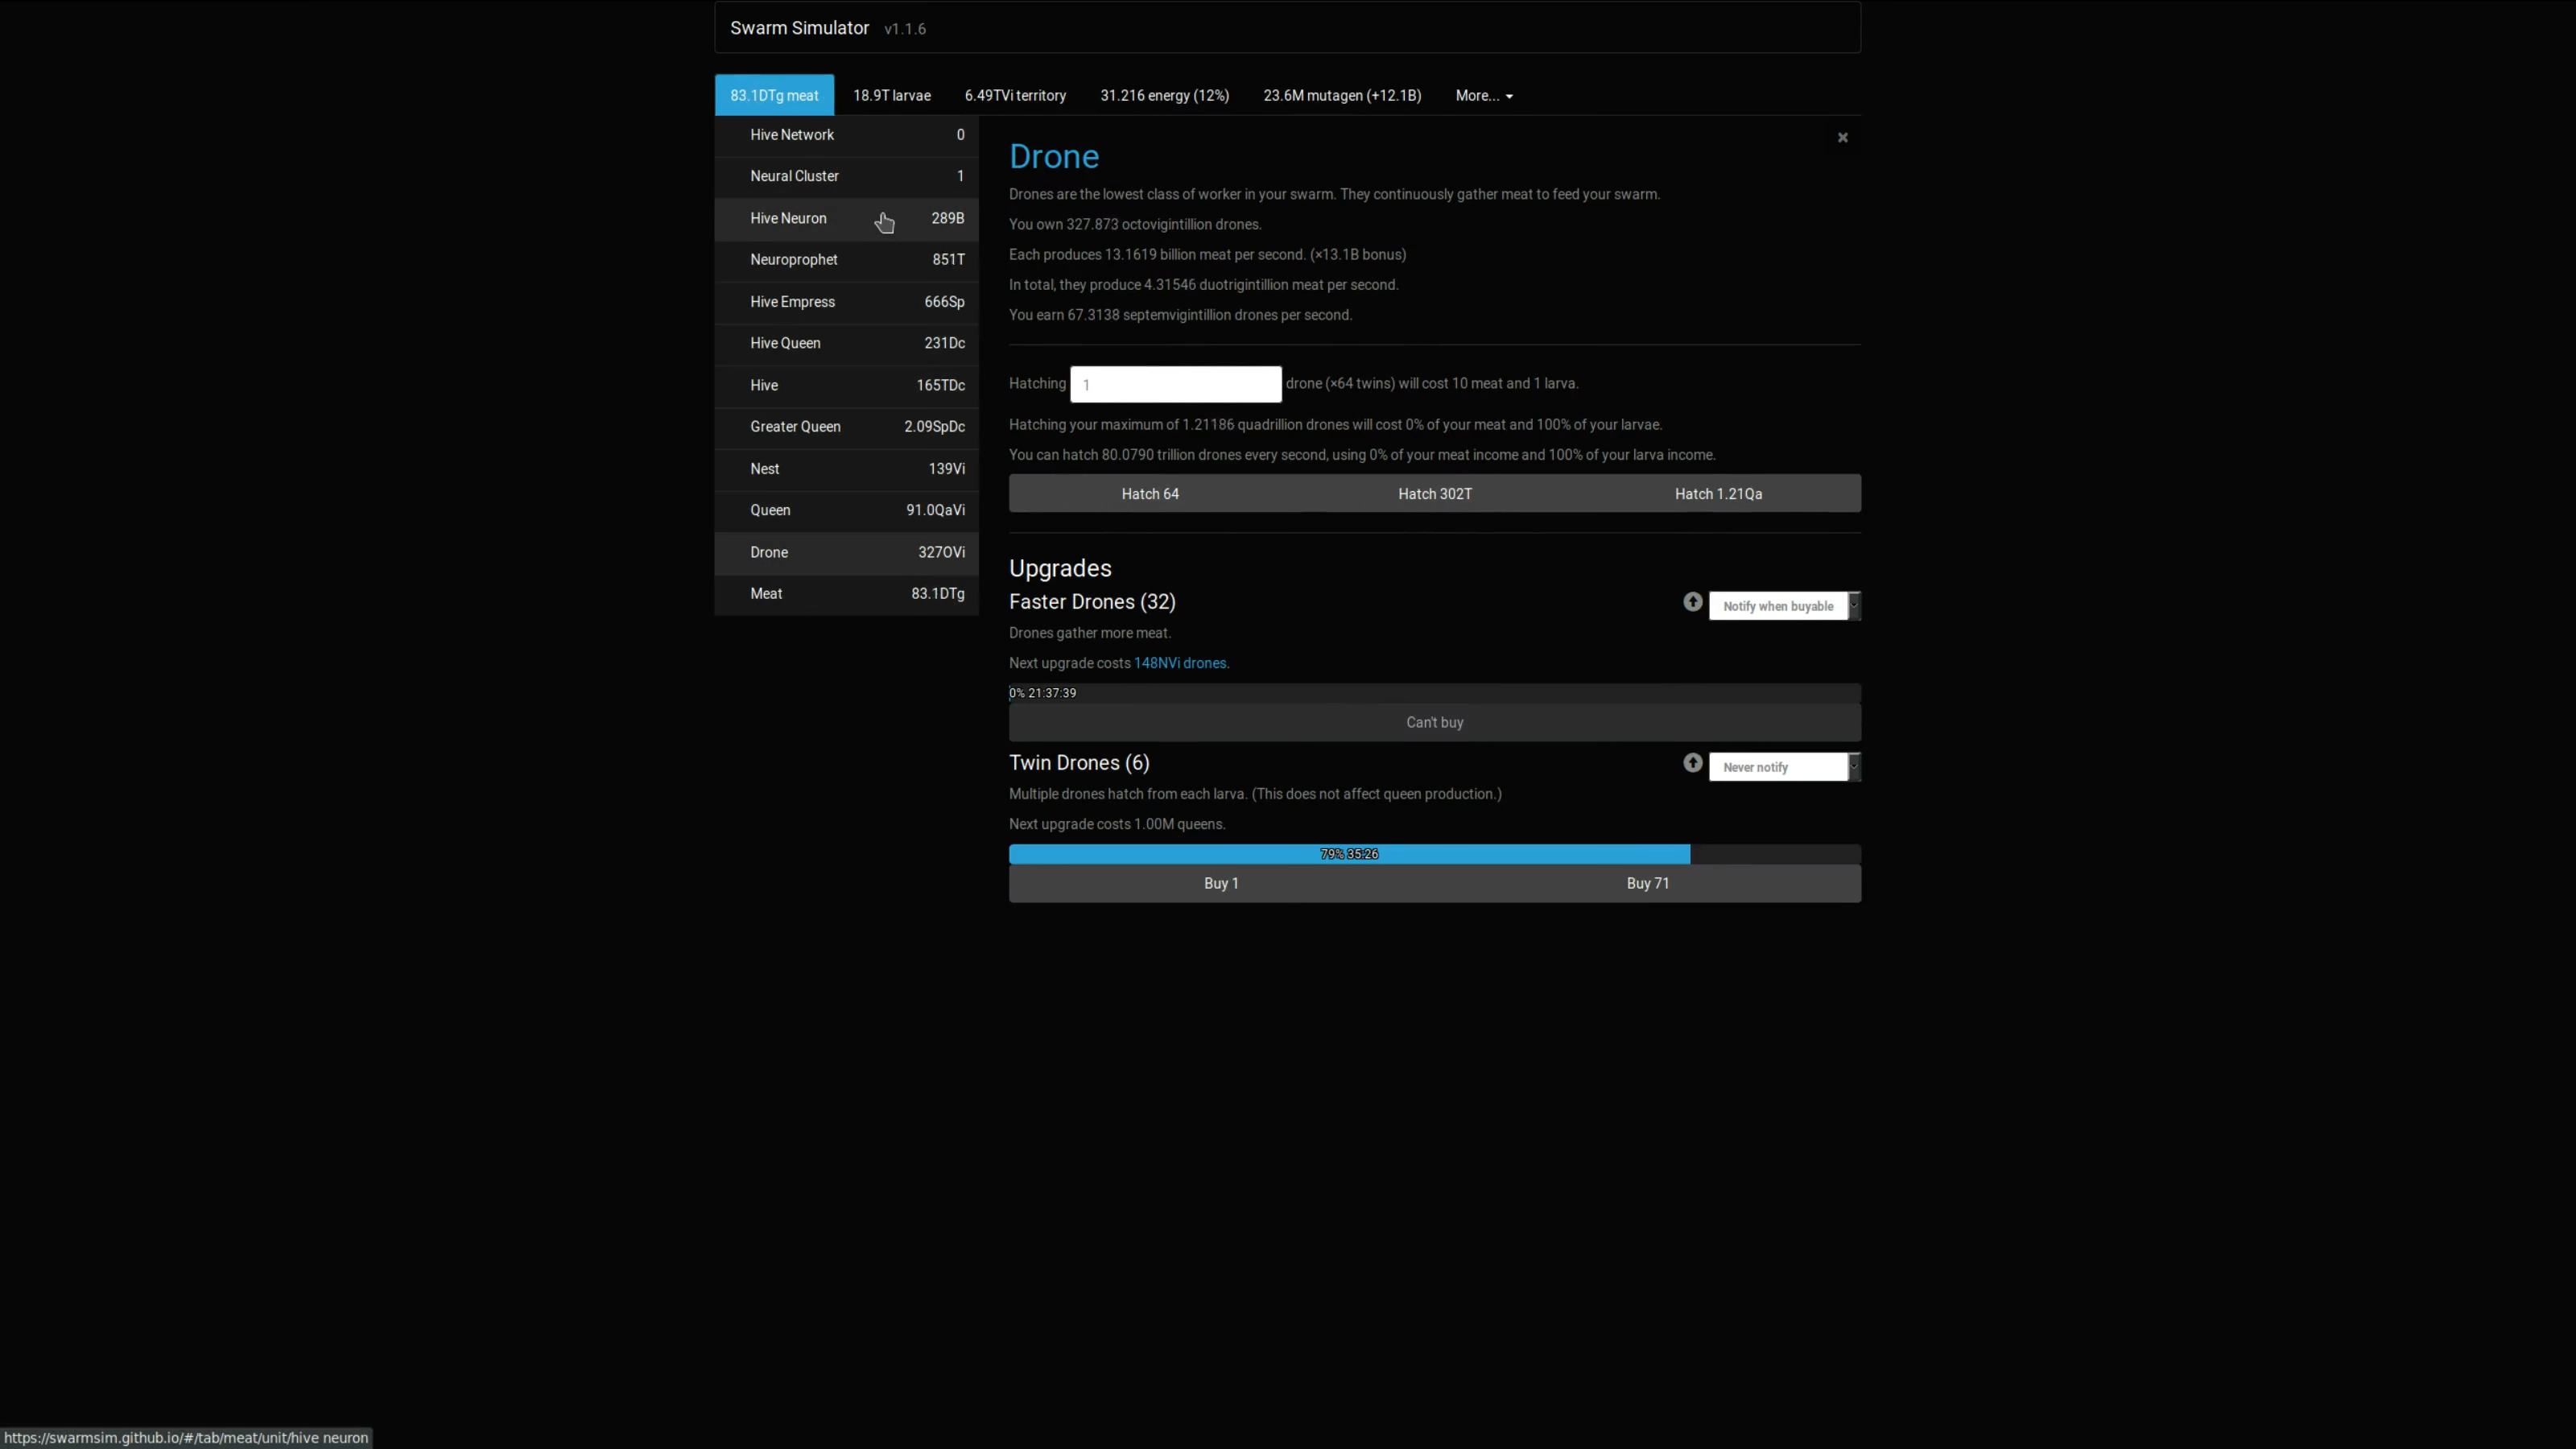 Swarm Simulator v1.1.6
83.1DTg meat 18.9T larvae 6.49TVi territory 31.216 energy (12%) 23.6M mutagen (+12.1B) More...
Hive Network 0
Neural Cluster 1
Hive Neuron 289B
Neuroprophet 851T
Hive Empress 666Sp
Hive Queen 231Dc
Hive 165TDc
Greater Queen 2.09SpDc
Nest 139Vi
Queen 91.0QaVi
Drone 327OVi
Meat 83.1DTg
Drone
Drones are the lowest class of worker in your swarm. They continuously gather meat to feed your swarm.
You own 327.873 octovigintillion drones.
Each produces 13.1619 billion meat per second. (×13.1B bonus)
In total, they produce 4.31546 duotrigintillion meat per second.
You earn 67.3138 septemvigintillion drones per second.
Hatching 1 drone (×64 twins) will cost 10 meat and 1 larva.
Hatching your maximum of 1.21186 quadrillion drones will cost 0% of your meat and 100% of your larvae.
You can hatch 80.0790 trillion drones every second, using 0% of your meat income and 100% of your larva income.
Hatch 64 Hatch 302T Hatch 1.21Qa
Upgrades
Faster Drones (32) Notify when buyable
Drones gather more meat.
Next upgrade costs 148NVi drones.
0% 21:37:39
Can't buy
Twin Drones (6) Never notify
Multiple drones hatch from each larva. (This does not affect queen production.)
Next upgrade costs 1.00M queens.
79% 35:26
Buy 1 Buy 71
https://swarmsim.github.io/#/tab/meat/unit/hive neuron